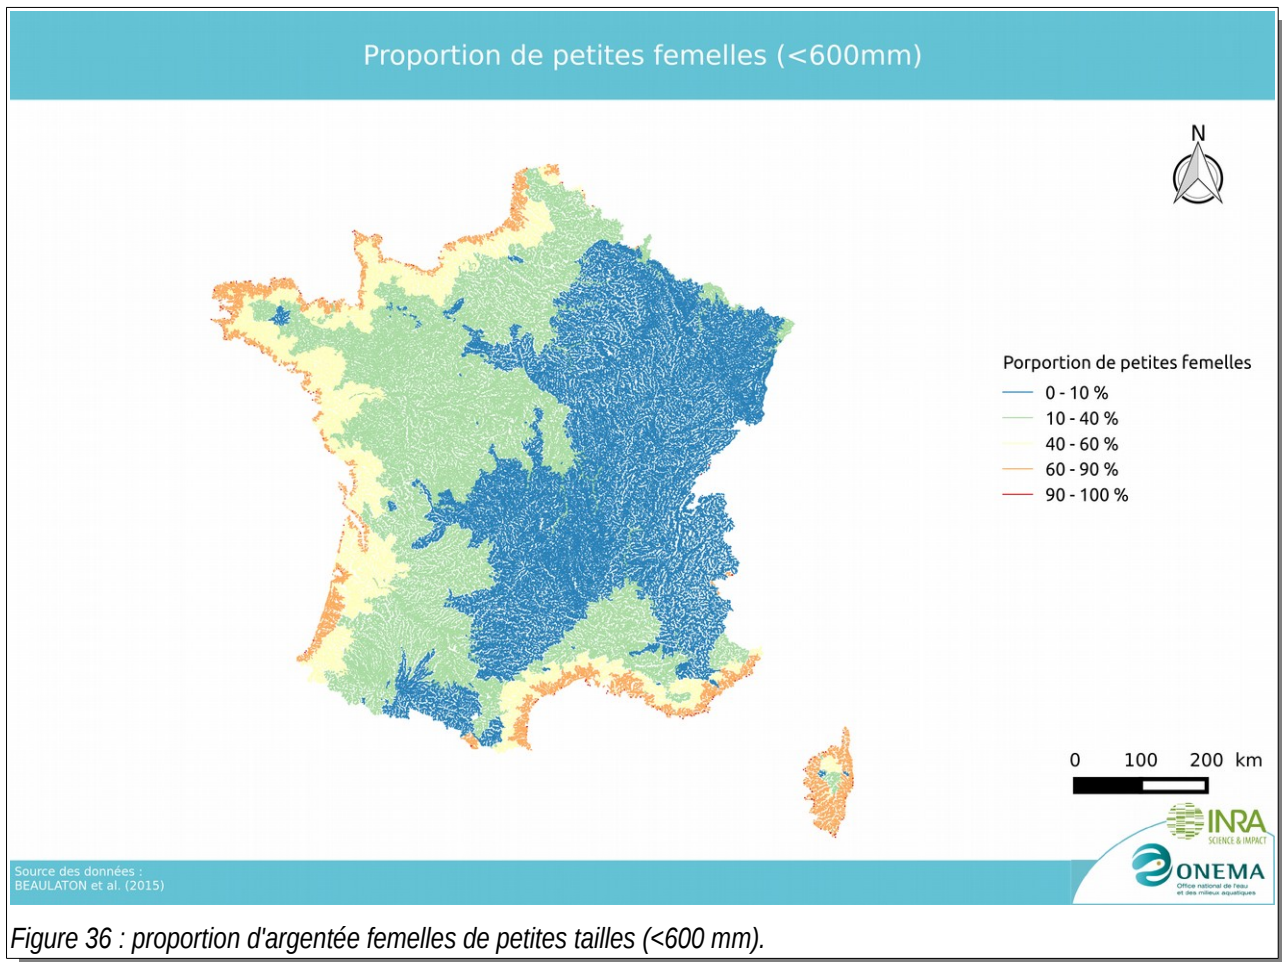 Proportion de petites femelles (<600mm)
N
Porportion de petites femelles
0 - 10 %
10 - 40 %
40 - 60 %
60 - 90 %
90 - 100 %
0 100 200 km
INRA
SCIENCE & IMPACT
ONEMA
Office national de l'eau
et des milieux aquatiques
Source des données :
BEAULATON et al. (2015)
Figure 36 : proportion d'argentée femelles de petites tailles (<600 mm).